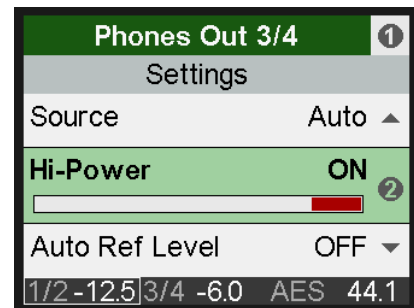 Phones Out 3/4 1
Settings
Source Auto
Hi-Power ON
2
Auto Ref Level OFF
1/2 -12.5 3/4 -6.0 AES 44.1